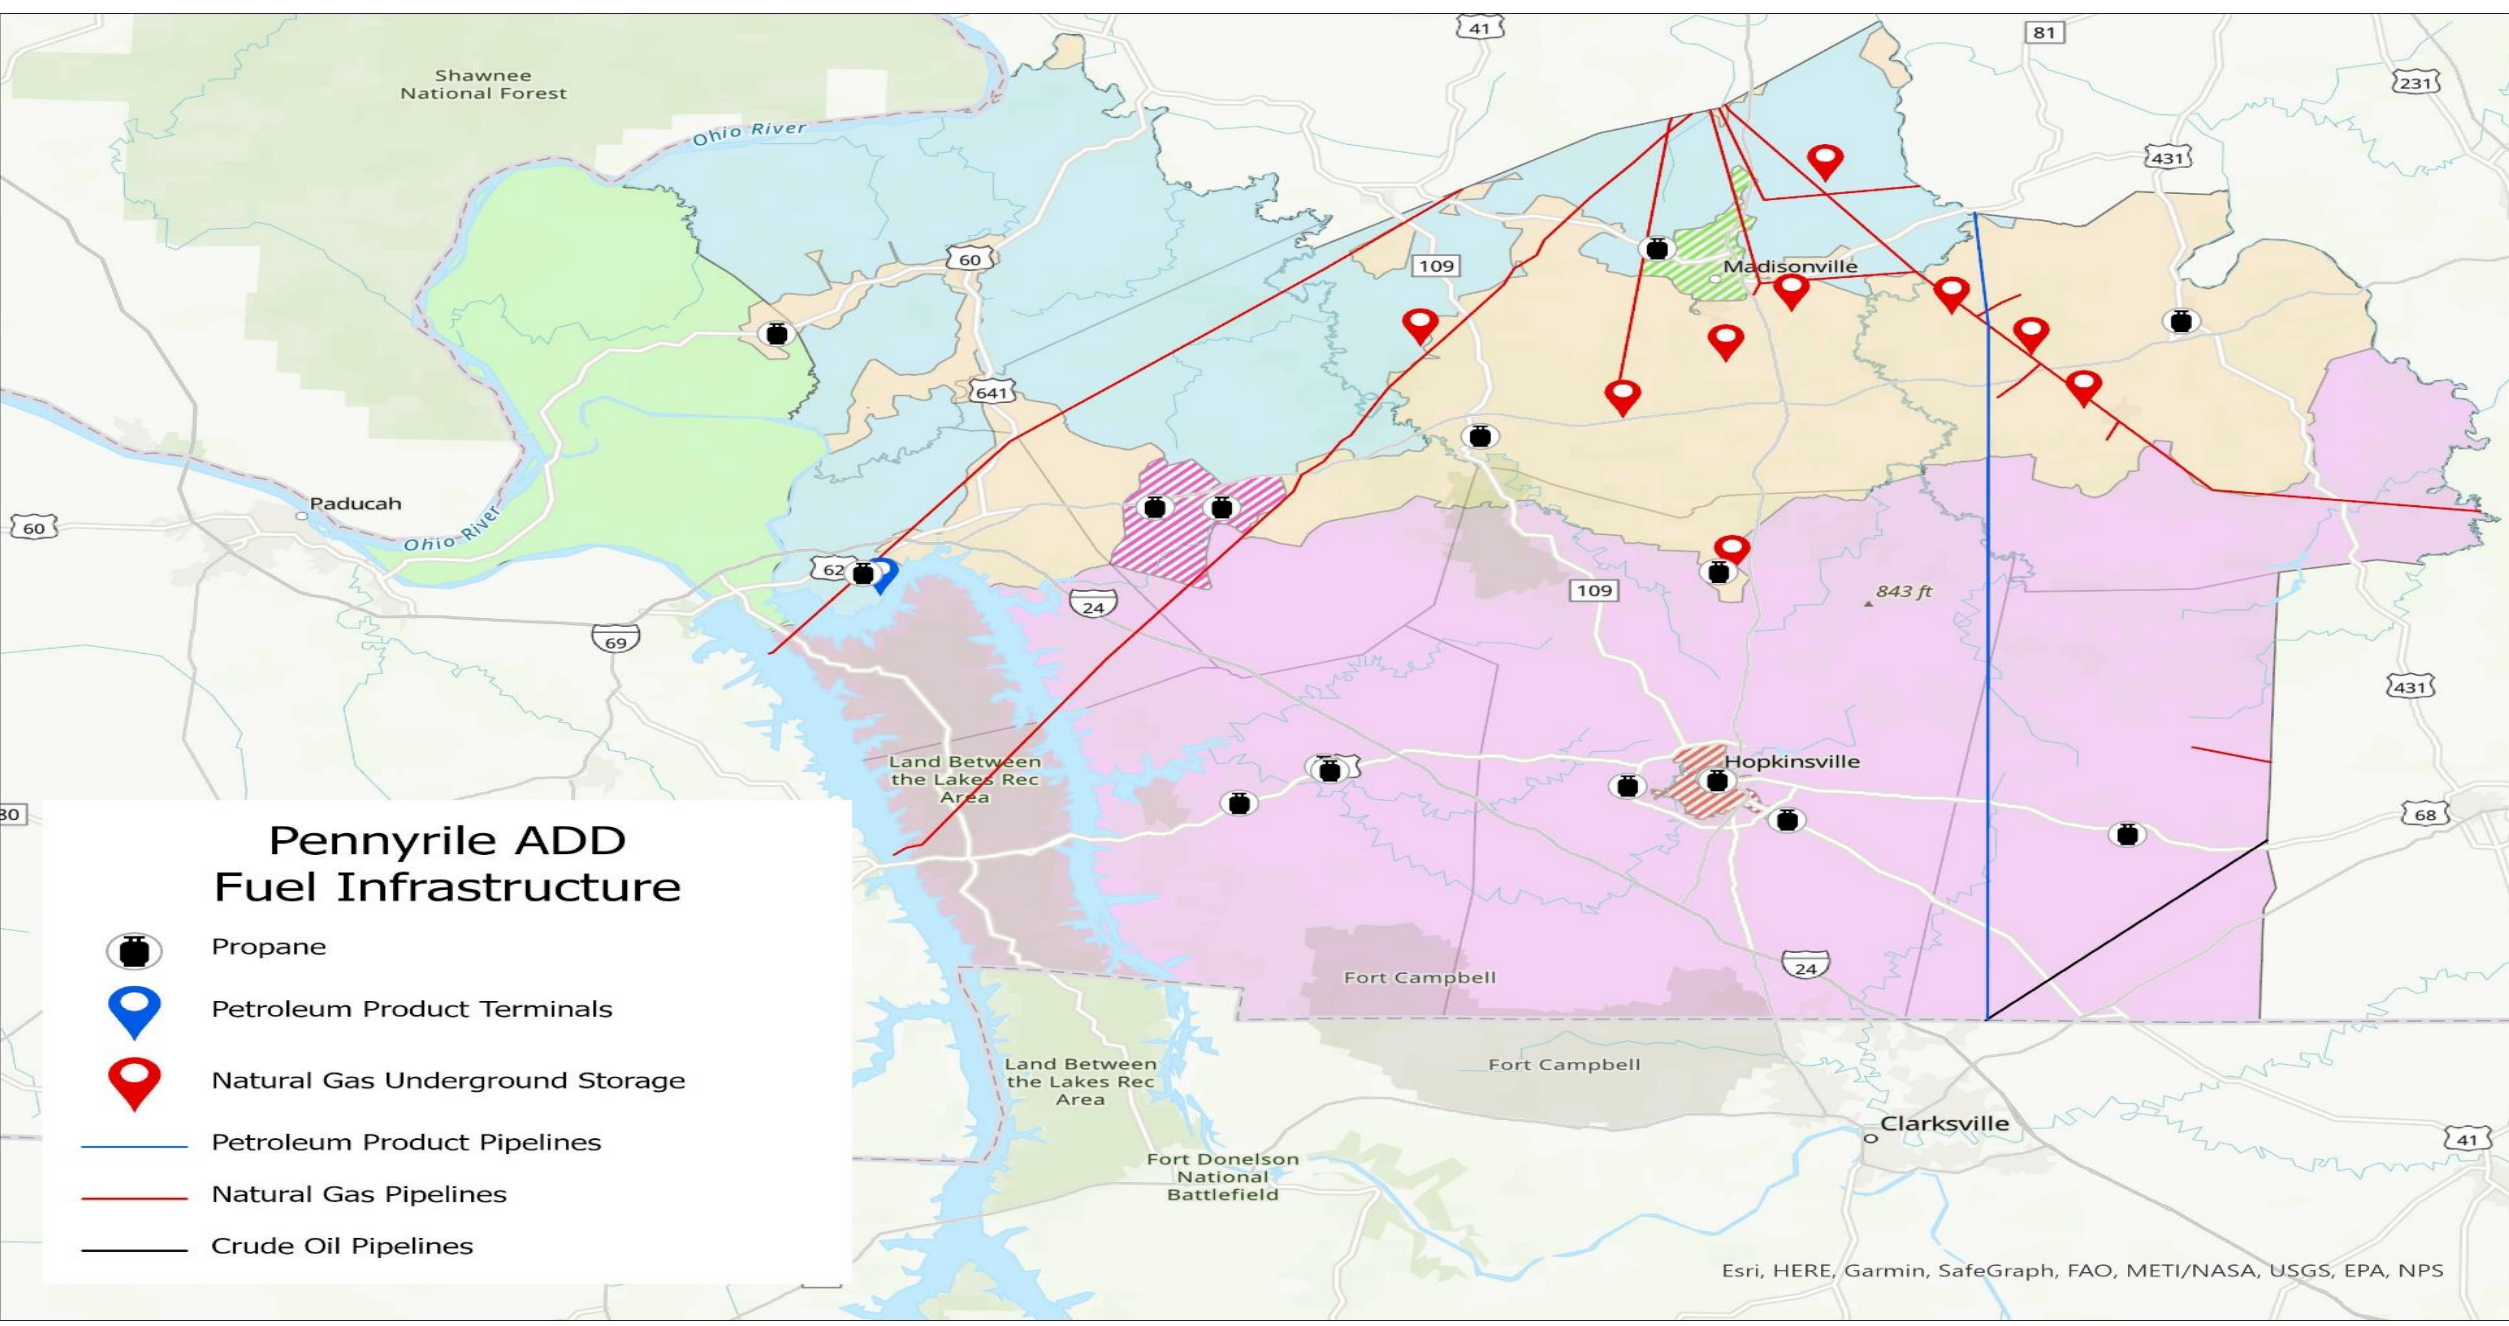 41
81
231
Shawnee
National Forest
Ohio River
431
60
109
Madisonville
641
Paducah
60
Ohio River
62
24
109
843 ft
69
431
Land Between
the Lakes Rec
Area
Hopkinsville
80
68
Pennyrile ADD
Fuel Infrastructure
Propane
Petroleum Product Terminals
Natural Gas Underground Storage
Petroleum Product Pipelines
Natural Gas Pipelines
Crude Oil Pipelines
Fort Campbell
24
Land Between
the Lakes Rec
Area
Fort Campbell
Clarksville
41
Fort Donelson
National
Battlefield
Esri, HERE, Garmin, SafeGraph, FAO, METI/NASA, USGS, EPA, NPS